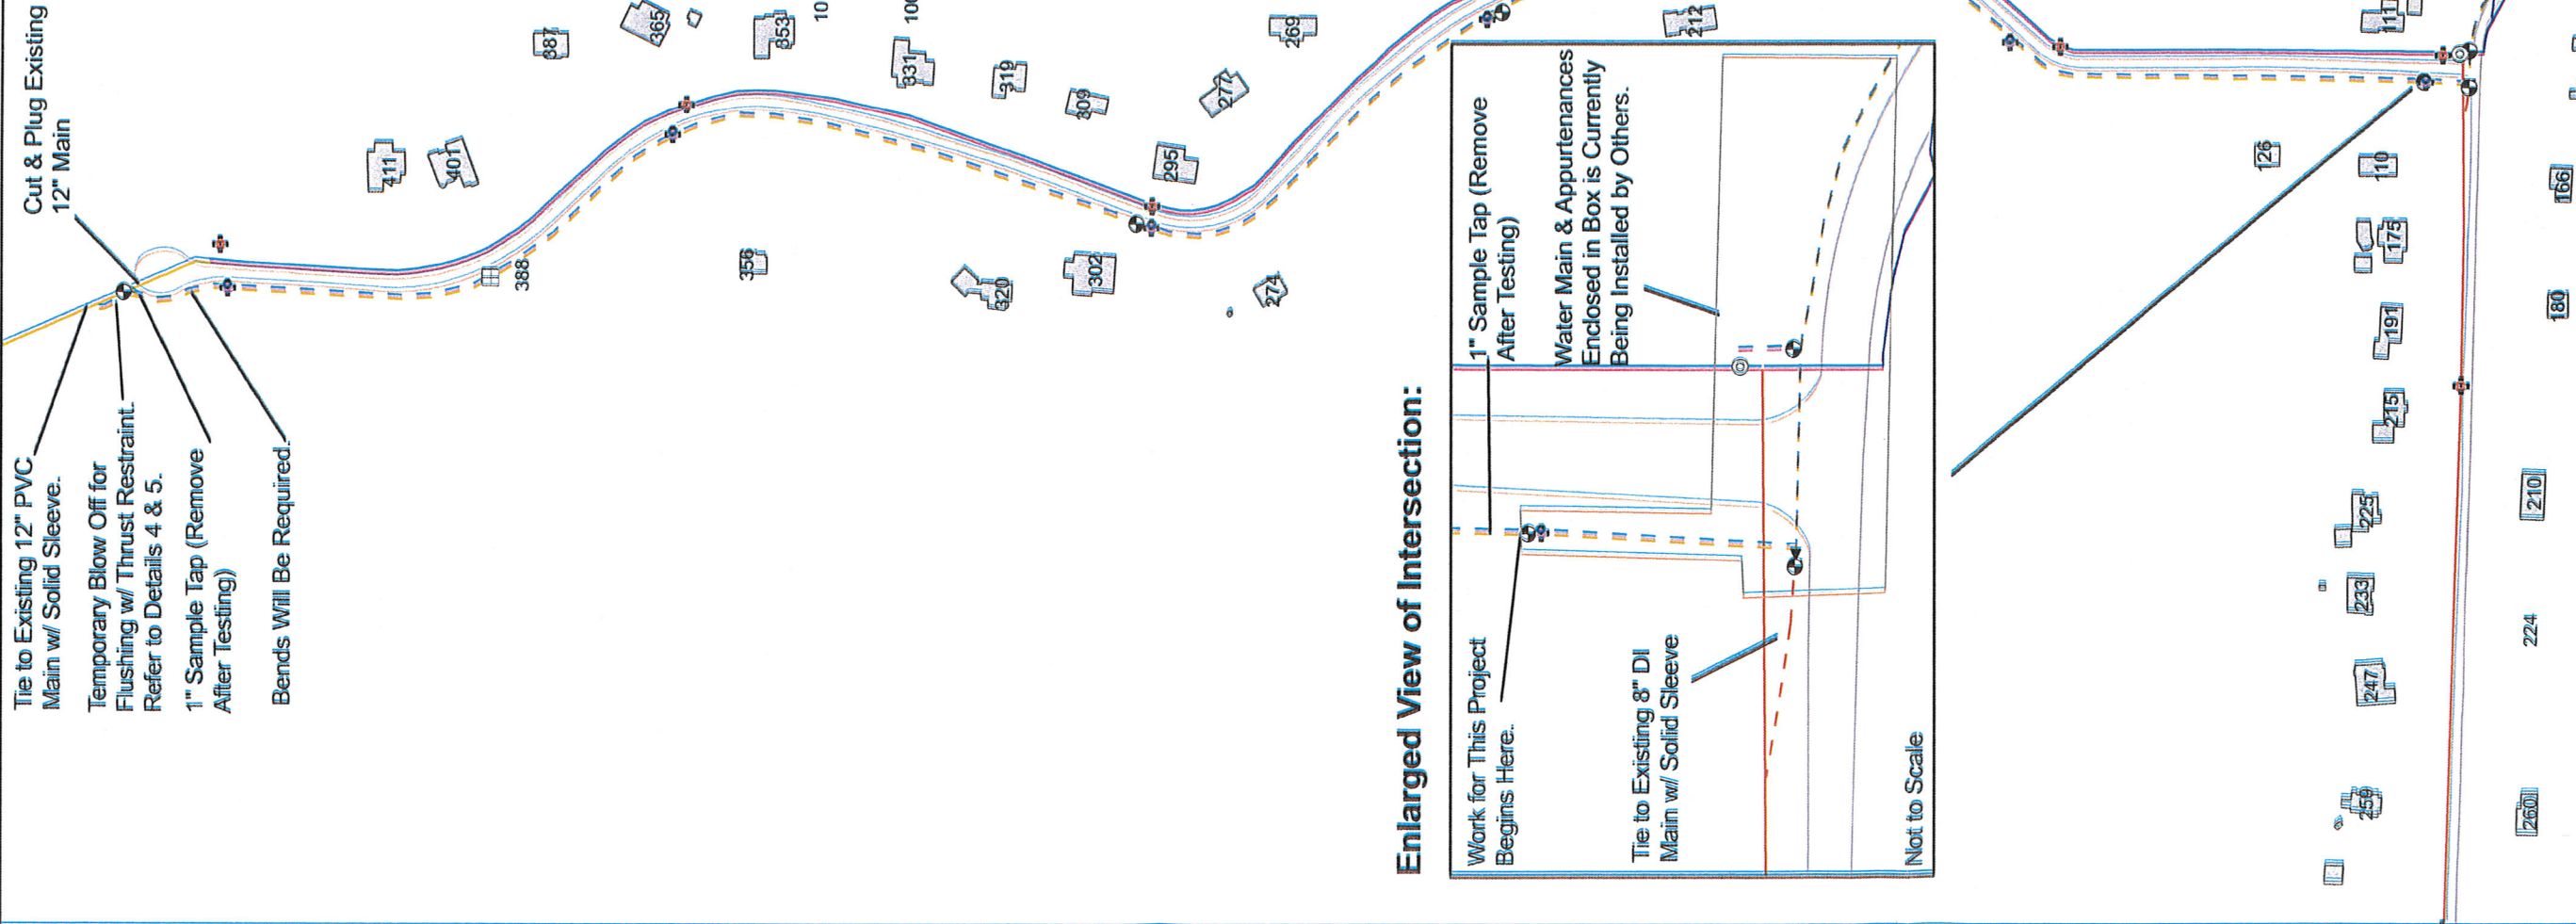 Cut & Plug Existing
12" Main
Tie to Existing 12" PVC
Main w/ Solid Sleeve.
Temporary Blow Off for
Flushing w/ Thrust Restraint.
Refer to Details 4 & 5.
1" Sample Tap (Remove
After Testing)
Bends Will Be Required.
411
401
387
365
353
10
331
100
319
309
295
277
269
212
111
388
356
320
302
274
Enlarged View of Intersection:
1" Sample Tap (Remove
After Testing)
Water Main & Appurtenances
Enclosed in Box is Currently
Being Installed by Others.
Work for This Project
Begins Here.
Tie to Existing 8" DI
Main w/ Solid Sleeve
Not to Scale
126
110
166
175
180
191
215
225
210
233
224
247
259
260